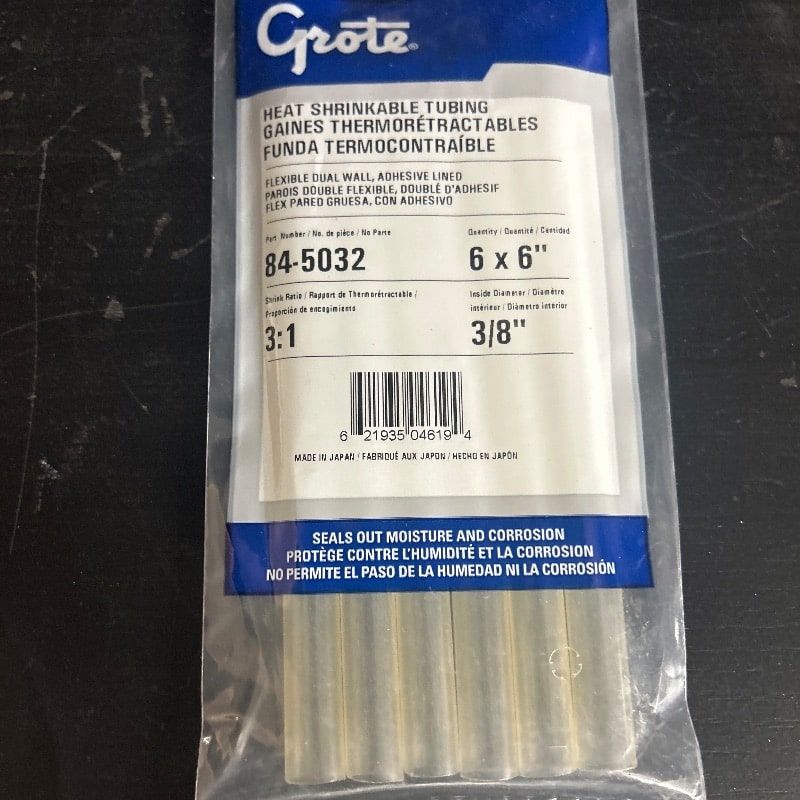 Grote®
HEAT SHRINKABLE TUBING
GAINES THERMORÉTRACTABLES
FUNDA TERMOCONTRAÍBLE
FLEXIBLE DUAL WALL, ADHESIVE LINED
PAROIS DOUBLE FLEXIBLE, DOUBLÉ D'ADHESIF
FLEX PARED GRUESA, CON ADHESIVO
Part Number / No. de pièce / No Parte
84-5032
Quantity / Quantité / Cantidad
6 x 6"
Shrink Ratio / Rapport de Thermorétractable /
Proporción de encogimiento
3:1
Inside Diameter / Diamètre
intérieur / Diámetro interior
3/8"
6 21935 04619 4
MADE IN JAPAN / FABRIQUÉ AUX JAPON / HECHO EN JAPÓN
SEALS OUT MOISTURE AND CORROSION
PROTÈGE CONTRE L'HUMIDITÉ ET LA CORROSION
NO PERMITE EL PASO DE LA HUMEDAD NI LA CORROSIÓN